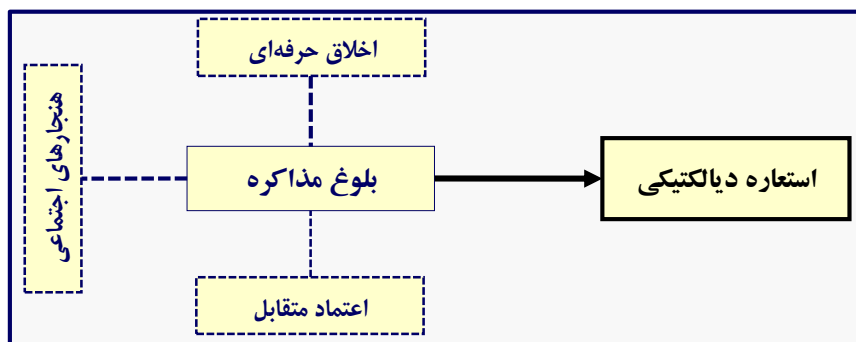 اخلاق حرفه‌ای
هنجارهای اجتماعی
بلوغ مذاکره
استعاره دیالکتیکی
اعتماد متقابل